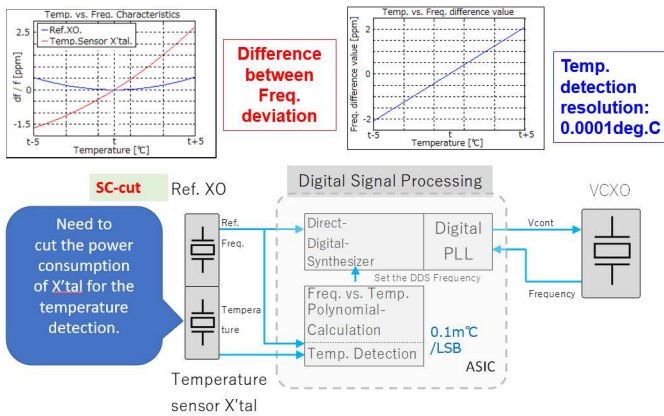 Temp. vs. Freq. Characteristics
2.5
Ref.XO.
Temp.Sensor X'tal.
df / f [ppm]
0
-1.5
t-5
t
t+5
Temperature [℃]
Difference
between
Freq.
deviation
Temp. vs. Freq. difference value
Freq. difference value [ppm]
2
0
-2
t-5
t
t+5
Temperature [℃]
Temp.
detection
resolution:
0.0001deg.C
SC-cut
Ref. XO
Digital Signal Processing
VCXO
Need to
cut the power
consumption
of X'tal for the
temperature
detection.
Ref.
Freq.
Direct-
Digital-
Synthesizer
Digital
PLL
Vcont
Set the DDS Frequency
Frequency
Tempera
ture
Freq. vs. Temp.
Polynomial-
Calculation
Temp. Detection
0.1m℃
/LSB
ASIC
Temperature
sensor X'tal